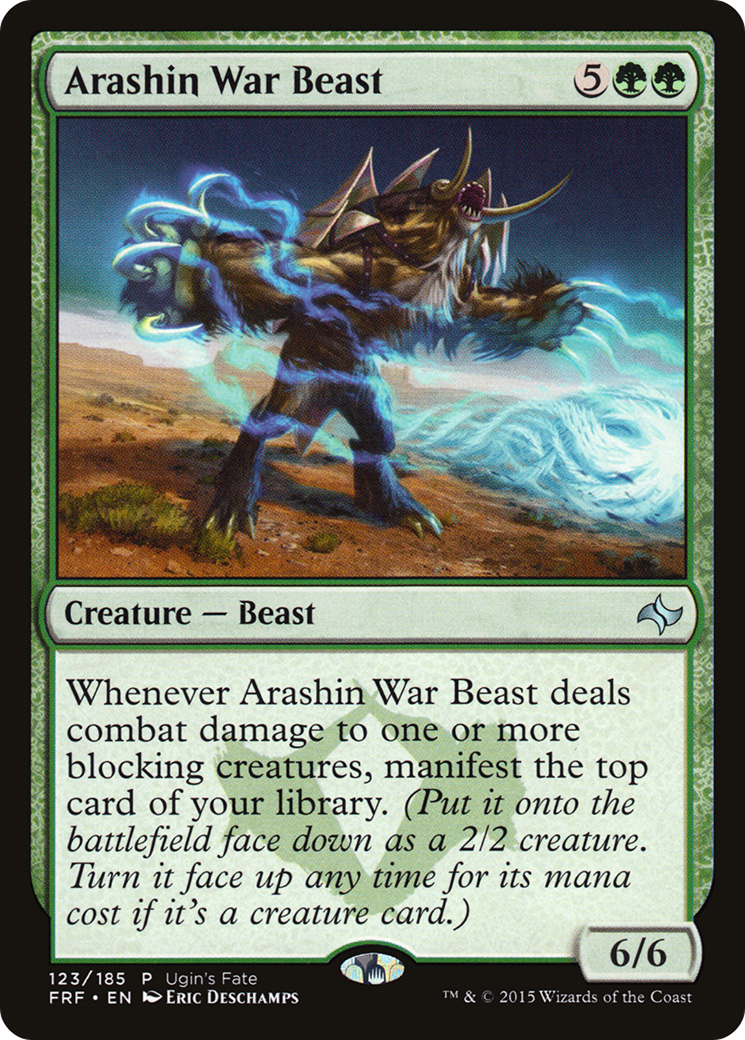 Arashin War Beast 5
Creature — Beast
Whenever Arashin War Beast deals
combat damage to one or more
blocking creatures, manifest the top
card of your library. (Put it onto the
battlefield face down as a 2/2 creature.
Turn it face up any time for its mana
cost if it's a creature card.)
6/6
123/185 P Ugin's Fate
FRF • EN Eric Deschamps
™ & © 2015 Wizards of the Coast